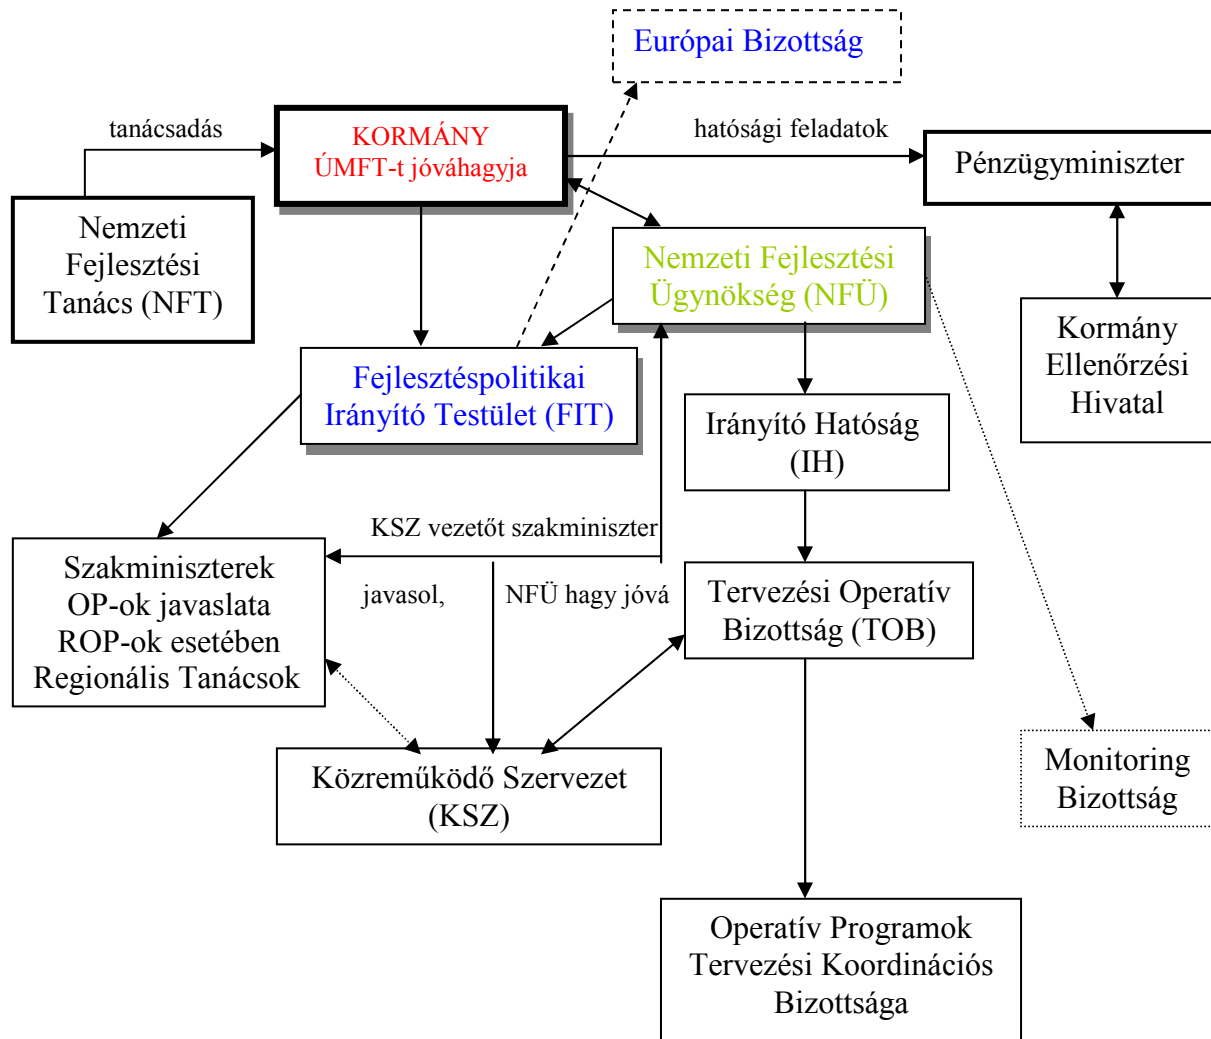 Európai Bizottság
tanácsadás
KORMÁNY
ÚMFT-t jóváhagyja
hatósági feladatok
Pénzügyminiszter
Nemzeti
Fejlesztési
Tanács (NFT)
Nemzeti Fejlesztési
Ügynökség (NFÜ)
Kormány
Ellenőrzési
Hivatal
Fejlesztéspolitikai
Irányító Testület (FIT)
Irányító Hatóság
(IH)
KSZ vezetőt szakminiszter
javasol,
NFÜ hagy jóvá
Szakminiszterek
OP-ok javaslata
ROP-ok esetében
Regionális Tanácsok
Tervezési Operatív
Bizottság (TOB)
Közreműködő Szervezet
(KSZ)
Monitoring
Bizottság
Operatív Programok
Tervezési Koordinációs
Bizottsága